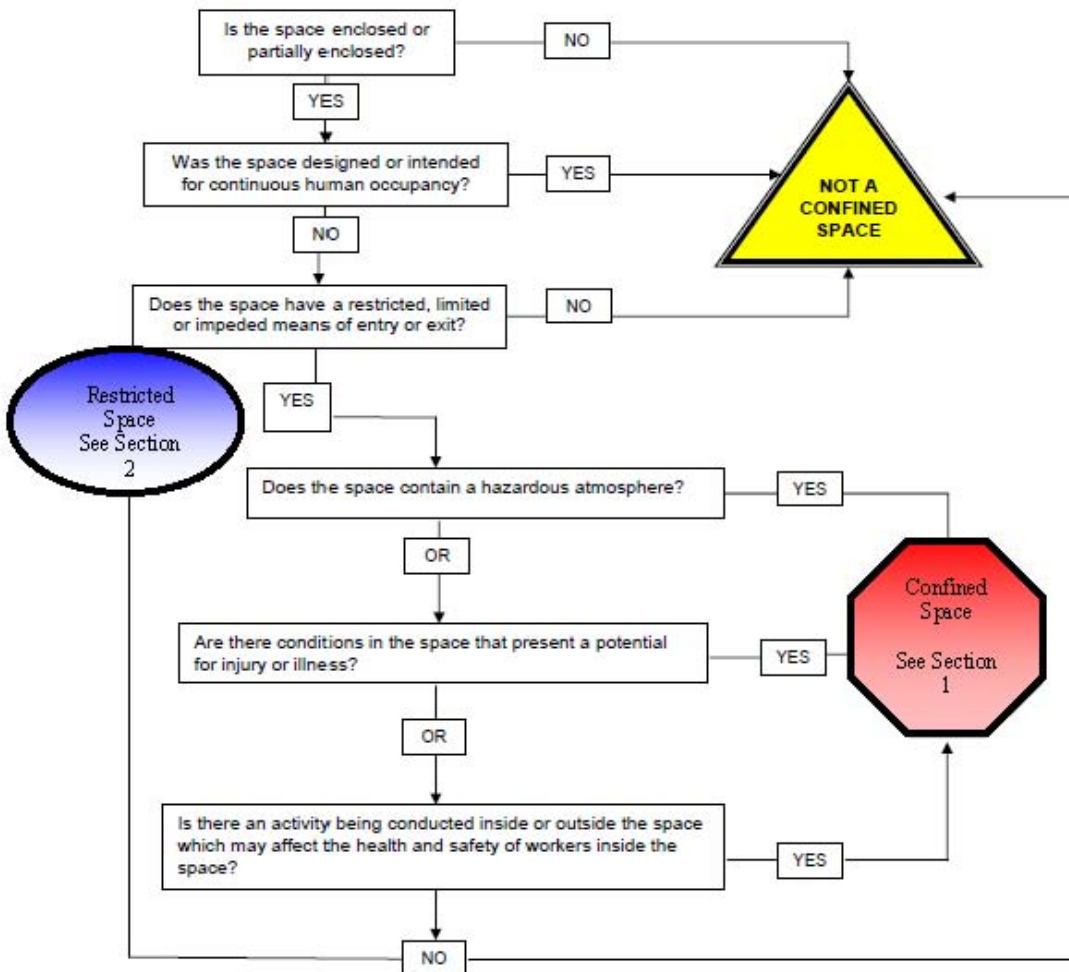 Is the space enclosed or
partially enclosed?
NO
YES
Was the space designed or intended
for continuous human occupancy?
YES
NOT A
CONFINED
SPACE
NO
Does the space have a restricted, limited
or impeded means of entry or exit?
NO
Restricted
Space
See Section
2
YES
Does the space contain a hazardous atmosphere?
YES
OR
Confined
Space
See Section
1
Are there conditions in the space that present a potential
for injury or illness?
YES
OR
Is there an activity being conducted inside or outside the space
which may affect the health and safety of workers inside the
space?
YES
NO